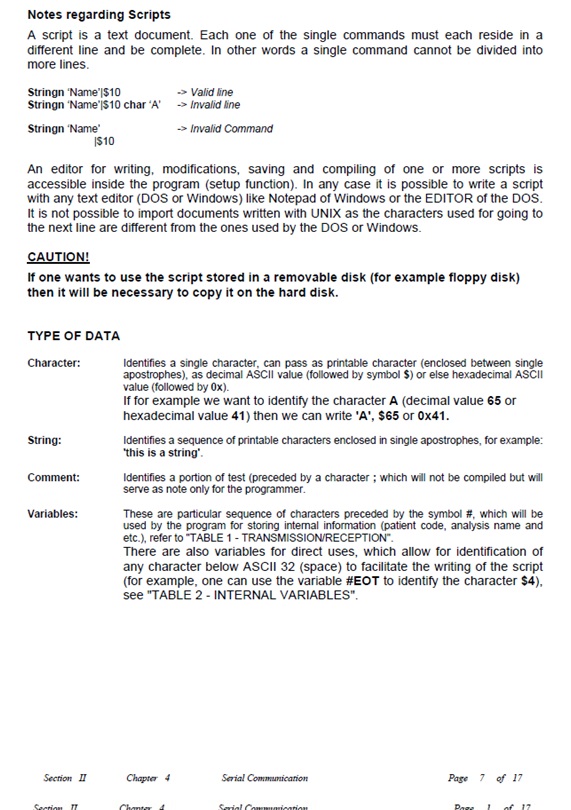 Notes regarding Scripts
A script is a text document. Each one of the single commands must each reside in a
different line and be complete. In other words a single command cannot be divided into
more lines.
Stringn 'Name'|$10 -> Valid line
Stringn 'Name'|$10 char 'A' -> Invalid line
Stringn 'Name' -> Invalid Command
|$10
An editor for writing, modifications, saving and compiling of one or more scripts is
accessible inside the program (setup function). In any case it is possible to write a script
with any text editor (DOS or Windows) like Notepad of Windows or the EDITOR of the DOS.
It is not possible to import documents written with UNIX as the characters used for going to
the next line are different from the ones used by the DOS or Windows.
CAUTION!
If one wants to use the script stored in a removable disk (for example floppy disk)
then it will be necessary to copy it on the hard disk.
TYPE OF DATA
Character: Identifies a single character, can pass as printable character (enclosed between single
apostrophes), as decimal ASCII value (followed by symbol $) or else hexadecimal ASCII
value (followed by 0x).
If for example we want to identify the character A (decimal value 65 or
hexadecimal value 41) then we can write 'A', $65 or 0x41.
String: Identifies a sequence of printable characters enclosed in single apostrophes, for example:
'this is a string'.
Comment: Identifies a portion of test (preceded by a character ; which will not be compiled but will
serve as note only for the programmer.
Variables: These are particular sequence of characters preceded by the symbol #, which will be
used by the program for storing internal information (patient code, analysis name and
etc.), refer to "TABLE 1 - TRANSMISSION/RECEPTION".
There are also variables for direct uses, which allow for identification of
any character below ASCII 32 (space) to facilitate the writing of the script
(for example, one can use the variable #EOT to identify the character $4),
see "TABLE 2 - INTERNAL VARIABLES".
Section II Chapter 4 Serial Communication Page 7 of 17
Section II Chapter 4 Serial Communication Page 1 of 17